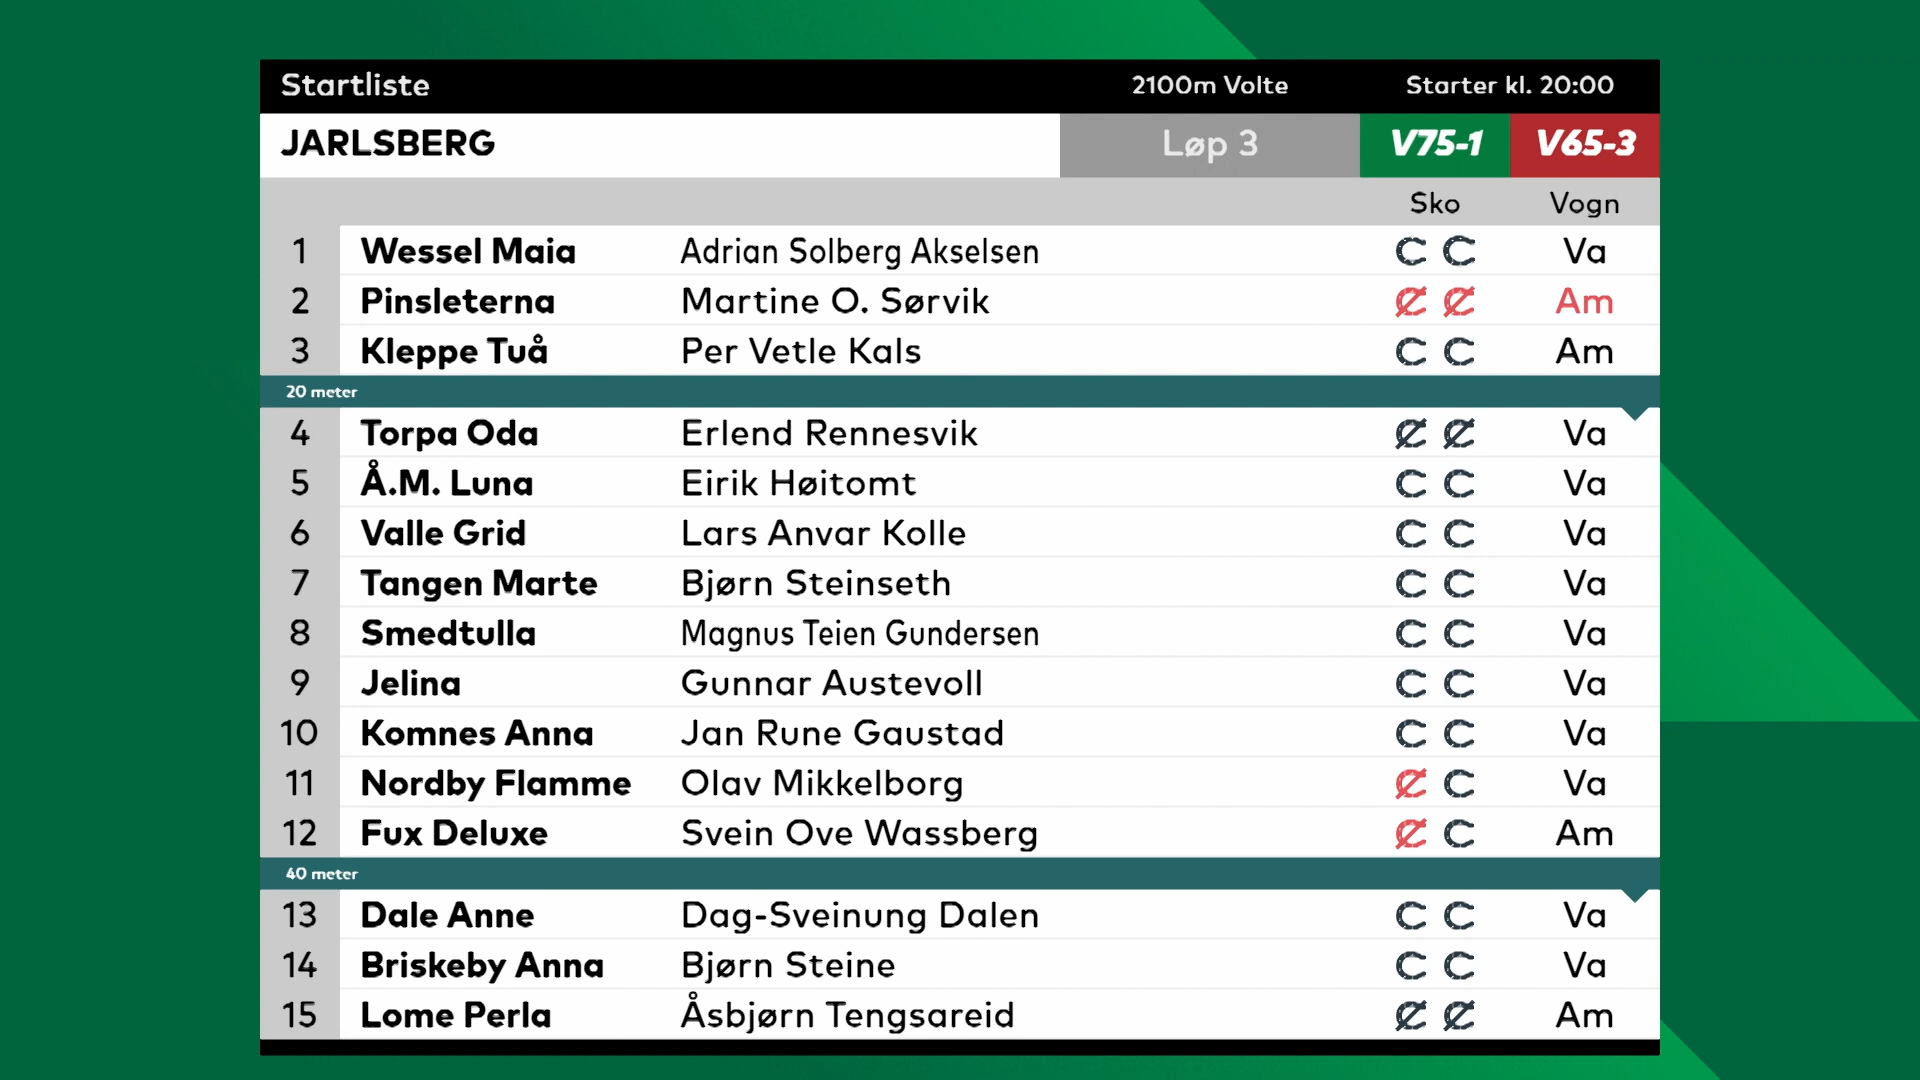 Startliste 2100m Volte Starter kl. 20:00
JARLSBERG Løp 3 V75-1 V65-3
Sko Vogn
1 Wessel Maia Adrian Solberg Akselsen Va
2 Pinsleterna Martine O. Sørvik Am
3 Kleppe Tuå Per Vetle Kals Am
20 meter
4 Torpa Oda Erlend Rennesvik Va
5 Å.M. Luna Eirik Høitomt Va
6 Valle Grid Lars Anvar Kolle Va
7 Tangen Marte Bjørn Steinseth Va
8 Smedtulla Magnus Teien Gundersen Va
9 Jelina Gunnar Austevoll Va
10 Komnes Anna Jan Rune Gaustad Va
11 Nordby Flamme Olav Mikkelborg Va
12 Fux Deluxe Svein Ove Wassberg Am
40 meter
13 Dale Anne Dag-Sveinung Dalen Va
14 Briskeby Anna Bjørn Steine Va
15 Lome Perla Åsbjørn Tengsareid Am